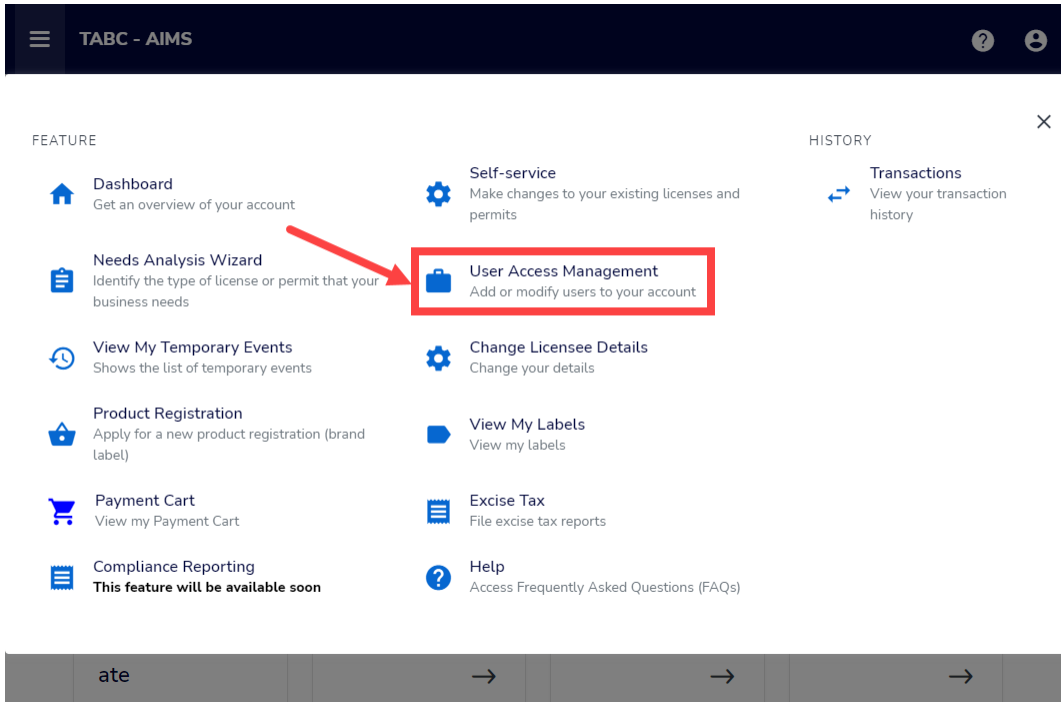 TABC - AIMS
FEATURE
Dashboard
Get an overview of your account
Needs Analysis Wizard
Identify the type of license or permit that your
business needs
View My Temporary Events
Shows the list of temporary events
Product Registration
Apply for a new product registration (brand
label)
Payment Cart
View my Payment Cart
Compliance Reporting
This feature will be available soon
Self-service
Make changes to your existing licenses and
permits
User Access Management
Add or modify users to your account
Change Licensee Details
Change your details
View My Labels
View my labels
Excise Tax
File excise tax reports
Help
Access Frequently Asked Questions (FAQs)
HISTORY
Transactions
View your transaction
history
ate